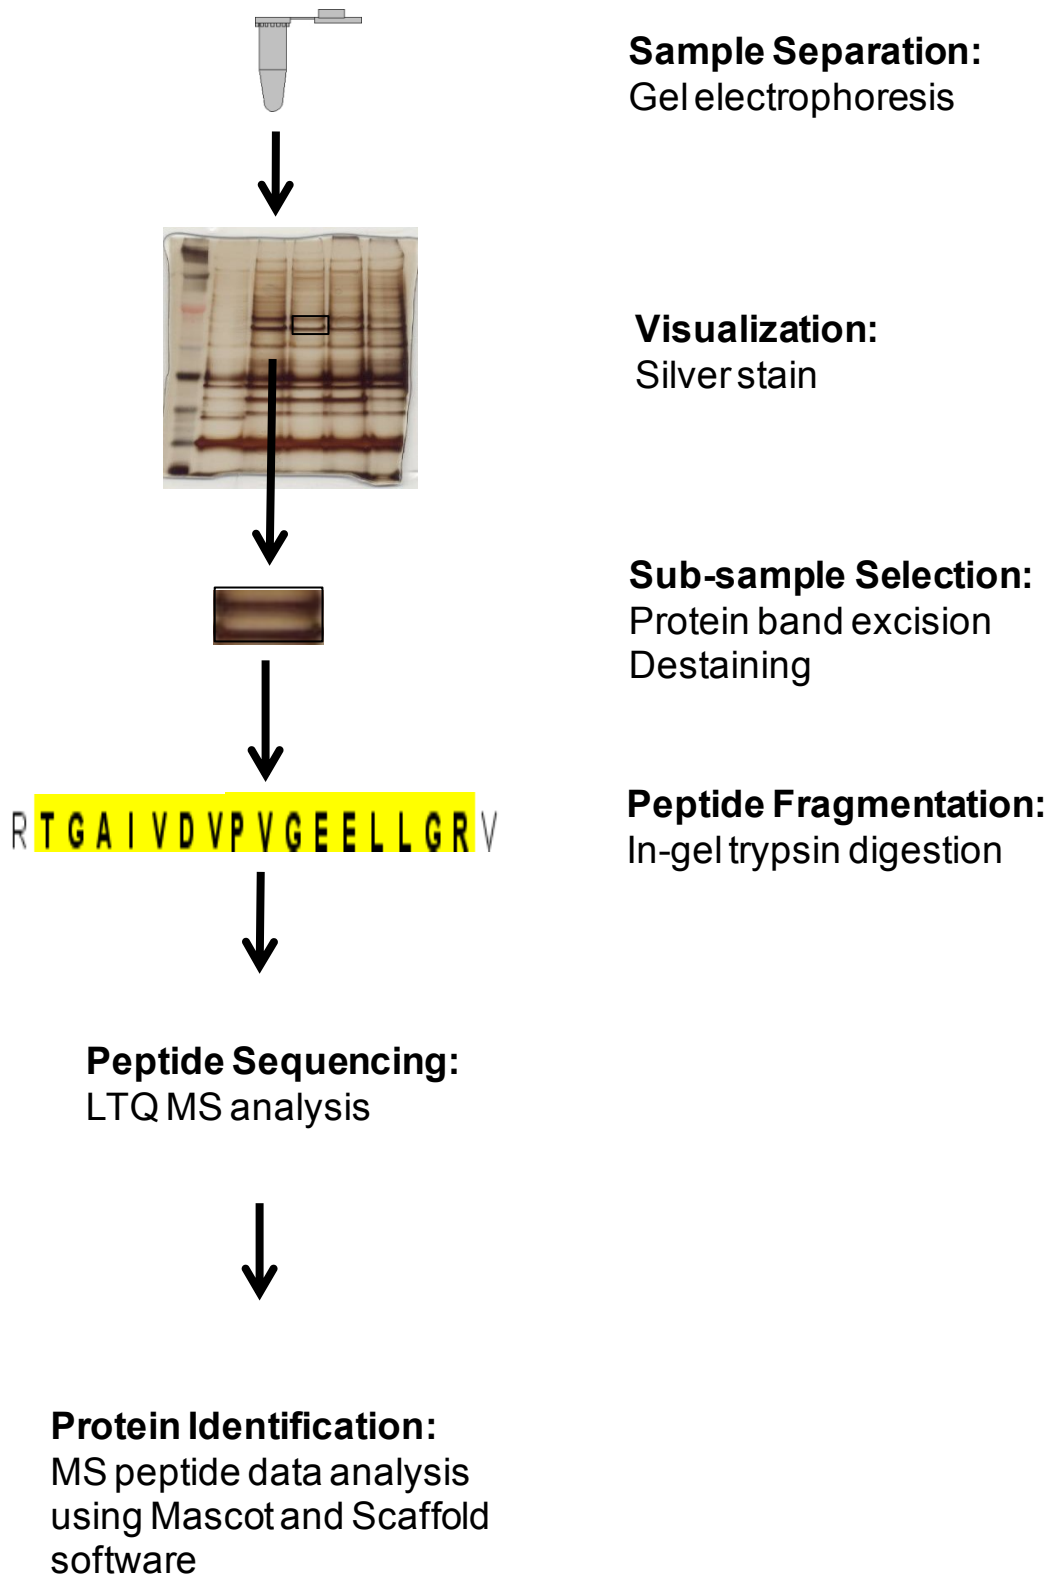 Sample Separation:
Gel electrophoresis
Visualization:
Silver stain
Sub-sample Selection:
Protein band excision
Destaining
R T G A I V D V P V G E E L L G R V
Peptide Fragmentation:
In-gel trypsin digestion
Peptide Sequencing:
LTQ MS analysis
Protein Identification:
MS peptide data analysis
using Mascot and Scaffold
software